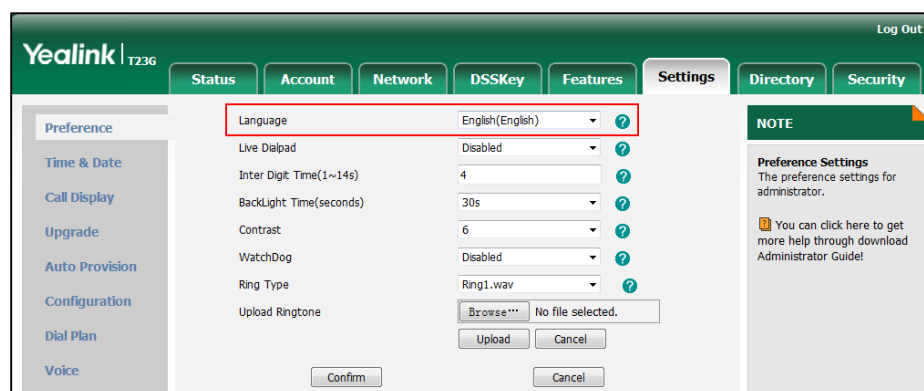 Log Out
Yealink T23G
Status Account Network DSSKey Features Settings Directory Security
Preference
Time & Date
Call Display
Upgrade
Auto Provision
Configuration
Dial Plan
Voice
Language English(English) ?
Live Dialpad Disabled ?
Inter Digit Time(1~14s) 4 ?
BackLight Time(seconds) 30s ?
Contrast 6 ?
WatchDog Disabled ?
Ring Type Ring1.wav ?
Upload Ringtone Browse… No file selected.
Upload Cancel
Confirm Cancel
NOTE
Preference Settings
The preference settings for
administrator.
? You can click here to get
more help through download
Administrator Guide!